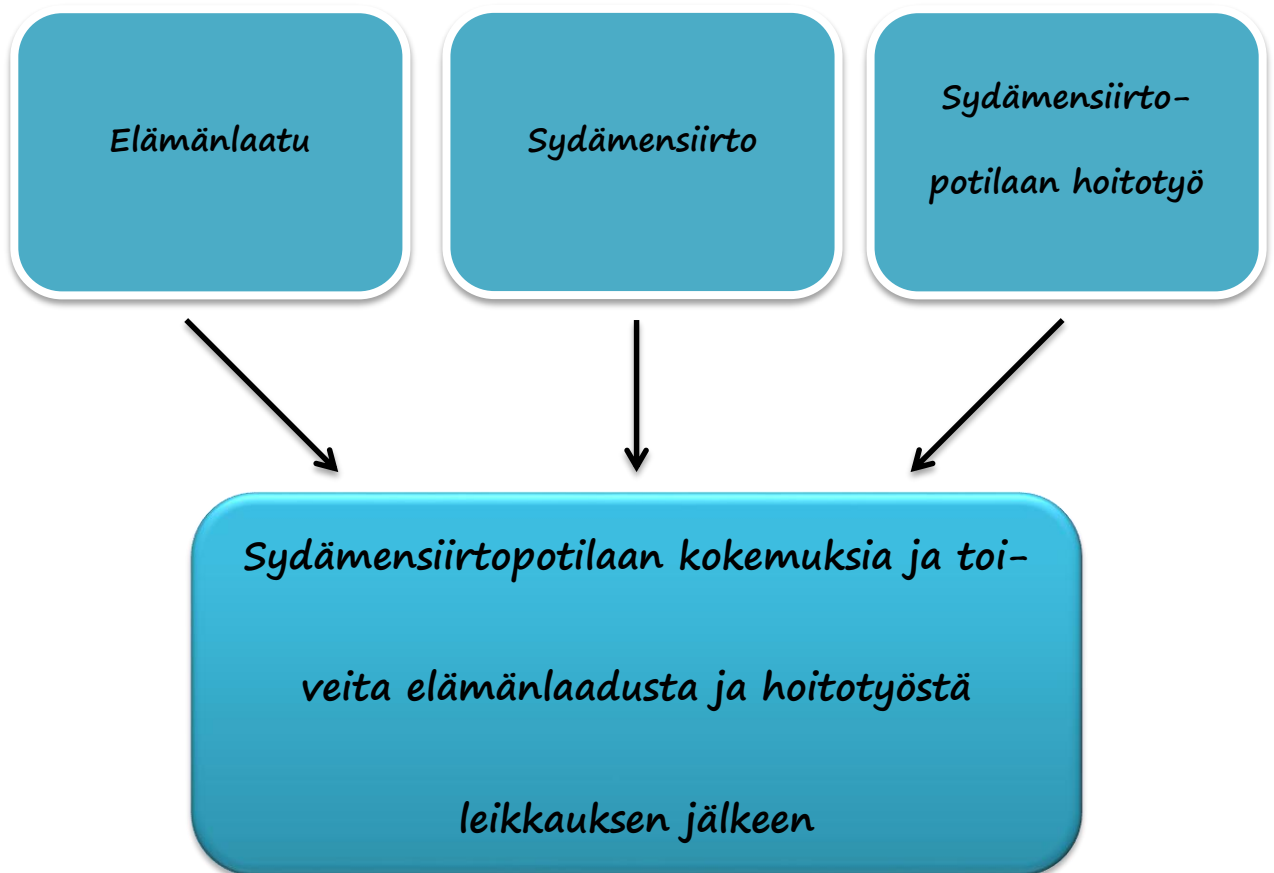 Elämänlaatu
Sydämensiirto
Sydämensiirto-
potilaan hoitotyö
Sydämensiirtopotilaan kokemuksia ja toi-
veita elämänlaadusta ja hoitotyöstä
leikkauksen jälkeen